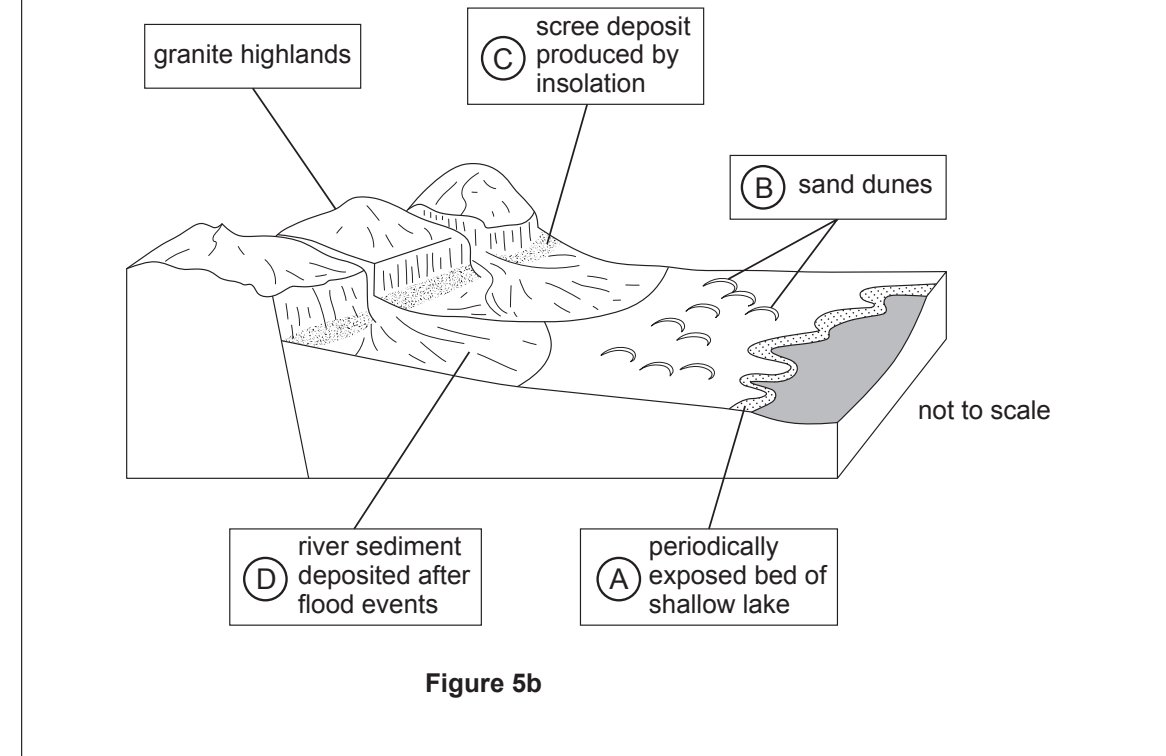 granite highlands
C
scree deposit
produced by
insolation
B
sand dunes
not to scale
D
river sediment
deposited after
flood events
A
periodically
exposed bed of
shallow lake
Figure 5b